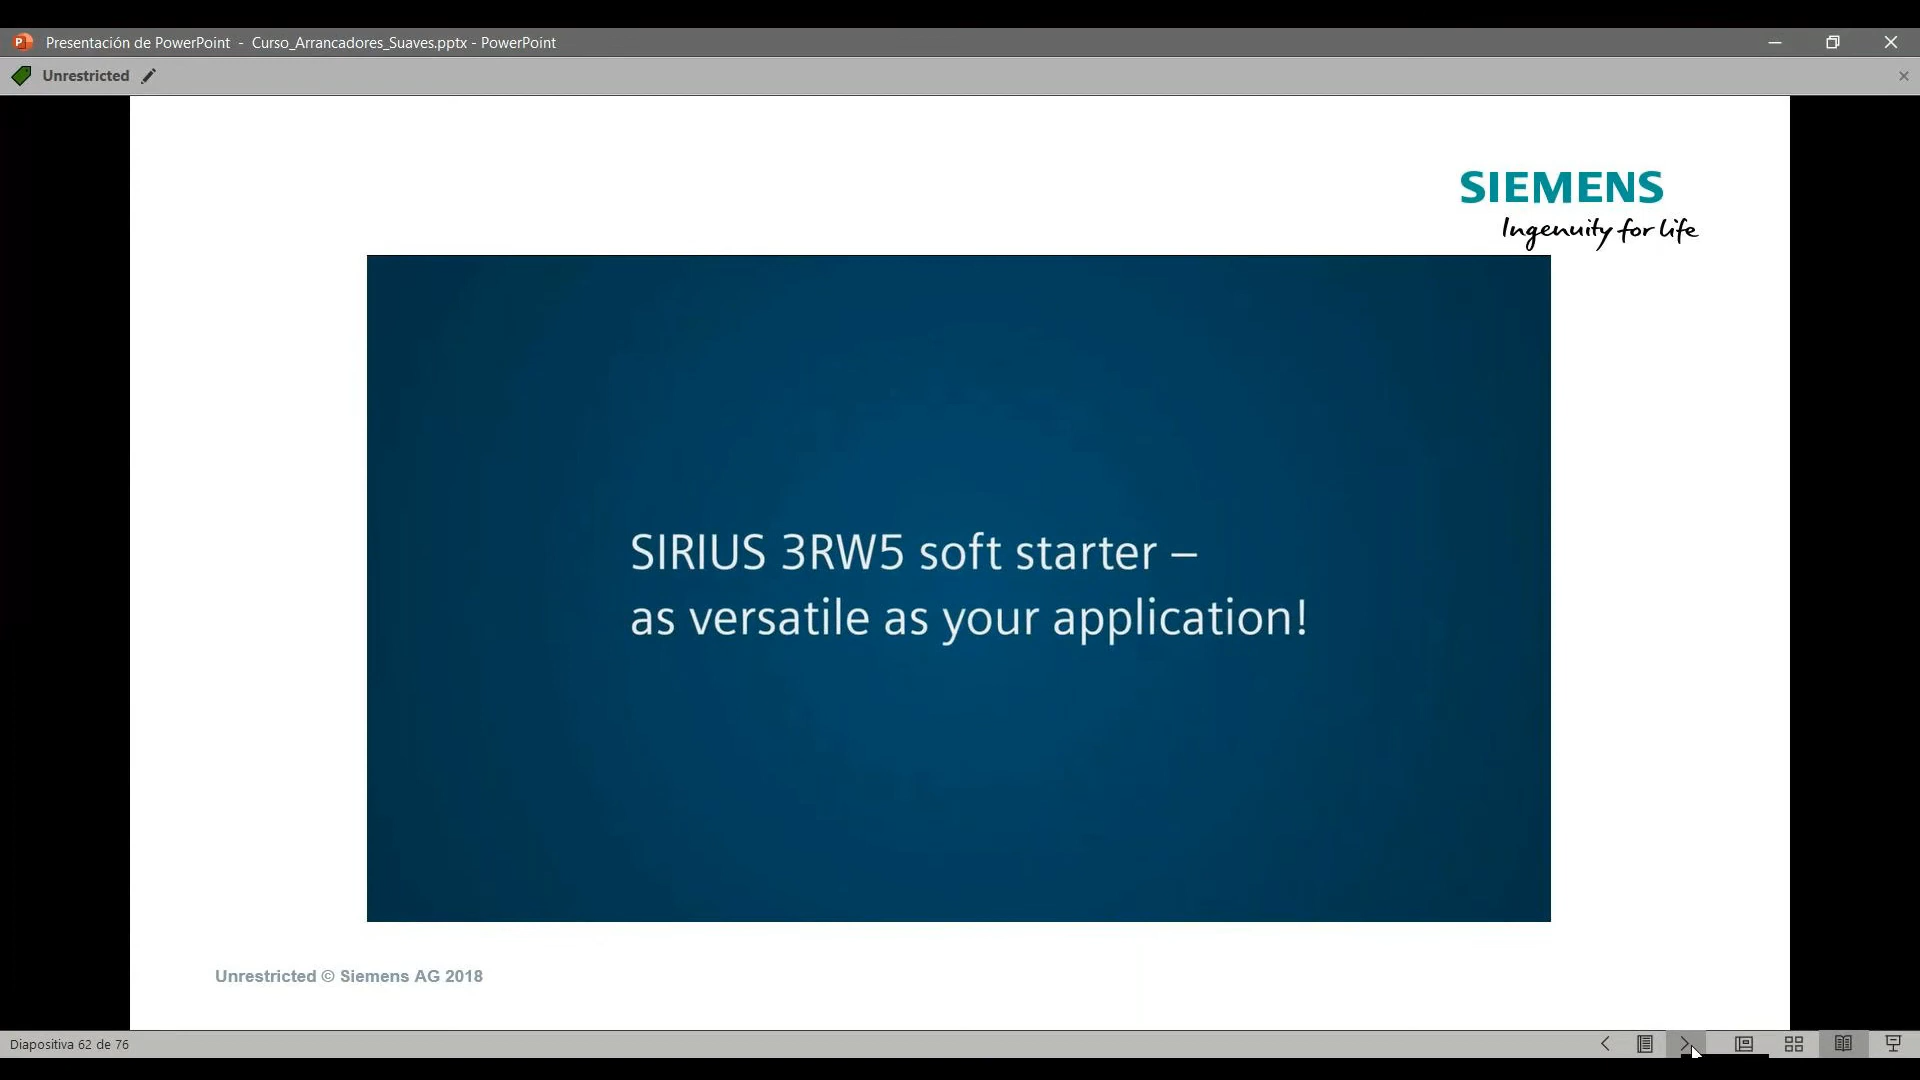 Presentación de PowerPoint - Curso_Arrancadores_Suaves.pptx - PowerPoint
Unrestricted
SIEMENS
Ingenuity for life
SIRIUS 3RW5 soft starter –
as versatile as your application!
Unrestricted © Siemens AG 2018
Diapositiva 62 de 76